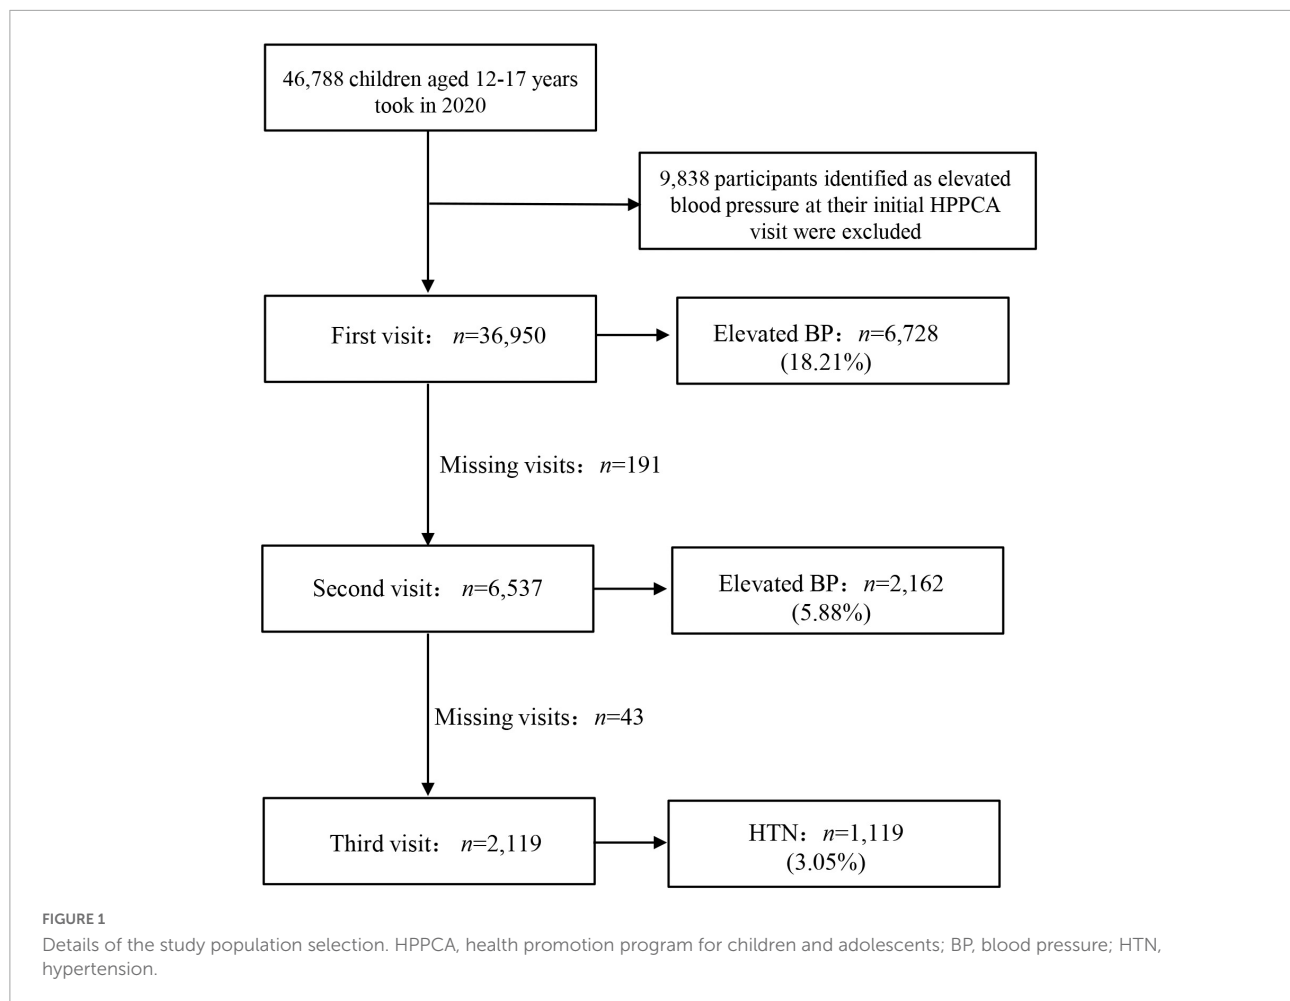 46,788 children aged 12-17 years
took in 2020
9,838 participants identified as elevated
blood pressure at their initial HPPCA
visit were excluded
First visit： n=36,950
Elevated BP：n=6,728
(18.21%)
Missing visits：n=191
Second visit：n=6,537
Elevated BP：n=2,162
(5.88%)
Missing visits：n=43
Third visit：n=2,119
HTN：n=1,119
(3.05%)
FIGURE 1
Details of the study population selection. HPPCA, health promotion program for children and adolescents; BP, blood pressure; HTN,
hypertension.